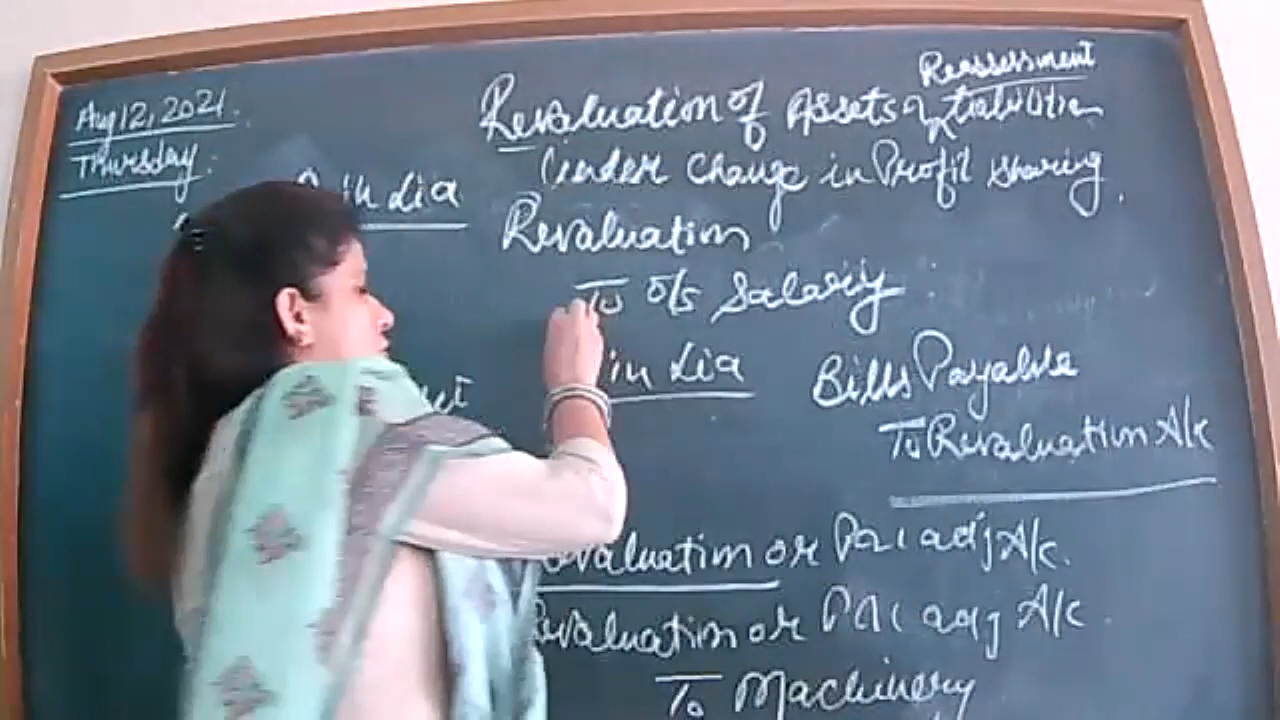 Aug 12, 2021.
Thursday:
Reassessment
Revaluation of Assets & Liabilities
Under Change in Profit sharing.
in Lia
Revaluation
To o/s Salary
in Lia
Bills Payable
To Revaluation A/c
Revaluation or P&L adj A/c.
Revaluation or P&L adj A/c.
To Machinery